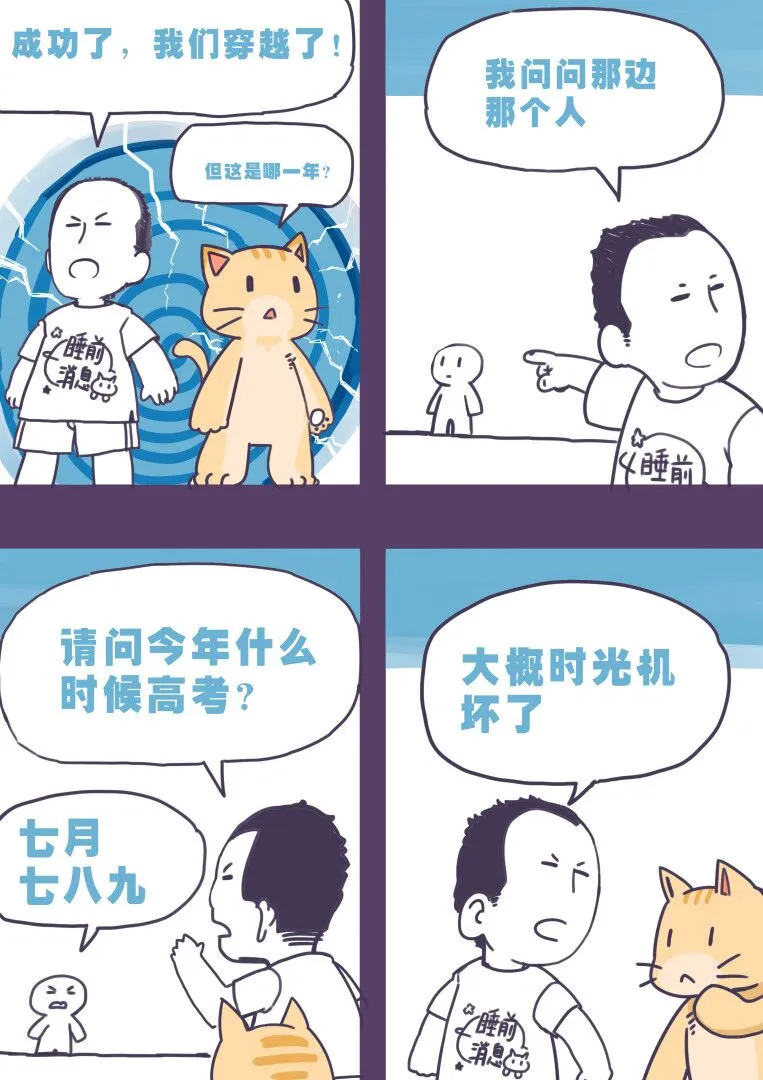 成功了，我们穿越了！
但这是哪一年？
睡前
消息
我问问那边
那个人
睡前
请问今年什么
时候高考？
七月
七八九
大概时光机
坏了
睡前
消息